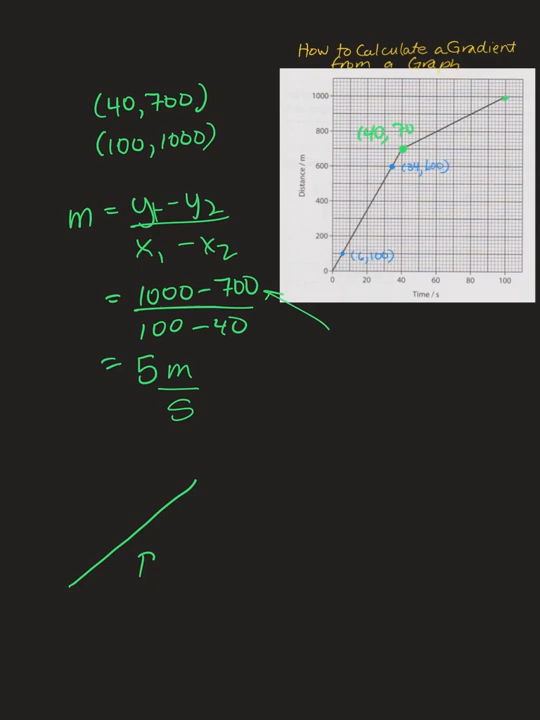 How to Calculate a Gradient
from a Graph
(40,700)
(100,1000)
m = y1 - y2
x1 - x2
= 1000 - 700
100 - 40
= 5 m
s
1000
800
600
400
200
0
0 20 40 60 80 100
Distance / m
Time / s
(40,70
(34,600)
(6,100)